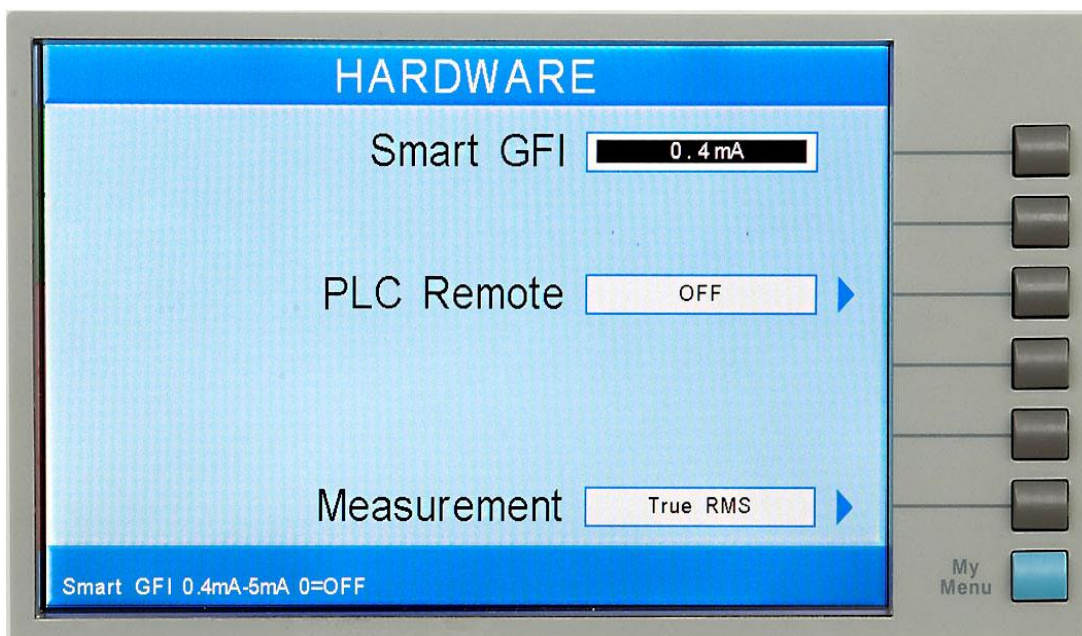 HARDWARE
Smart GFI 0.4mA
PLC Remote OFF
Measurement True RMS
Smart GFI 0.4mA-5mA 0=OFF
My
Menu